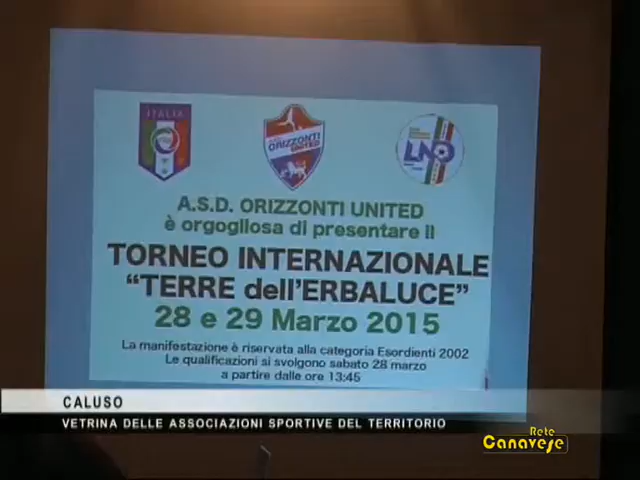 ITALIA
ORIZZONTI
UNITED
LND
A.S.D. ORIZZONTI UNITED
è orgogliosa di presentare il
TORNEO INTERNAZIONALE
"TERRE dell'ERBALUCE"
28 e 29 Marzo 2015
La manifestazione è riservata alla categoria Esordienti 2002
Le qualificazioni si svolgono sabato 28 marzo
a partire dalle ore 13:45
CALUSO
VETRINA DELLE ASSOCIAZIONI SPORTIVE DEL TERRITORIO
Rete
Canavese